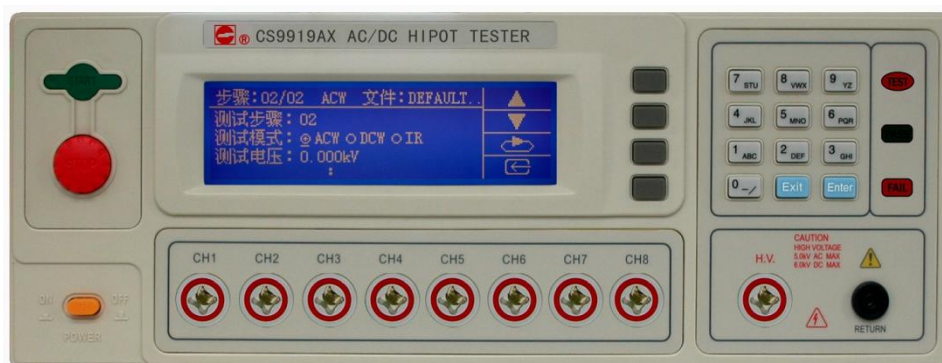 ® CS9919AX AC/DC HIPOT TESTER
START
步骤:02/02 ACW 文件:DEFAULT..
测试步骤: 02
测试模式: ACW DCW IR
测试电压: 0.000kV
:
7 STU
8 VWX
9 YZ
TEST
4 JKL
5 MNO
6 PQR
1 ABC
2 DEF
3 GHI
0 _-/
Exit
Enter
FAIL
CH1
CH2
CH3
CH4
CH5
CH6
CH7
CH8
CAUTION
HIGH VOLTAGE
5.0kV AC MAX
6.0kV DC MAX
H.V.
RETURN
ON
OFF
POWER